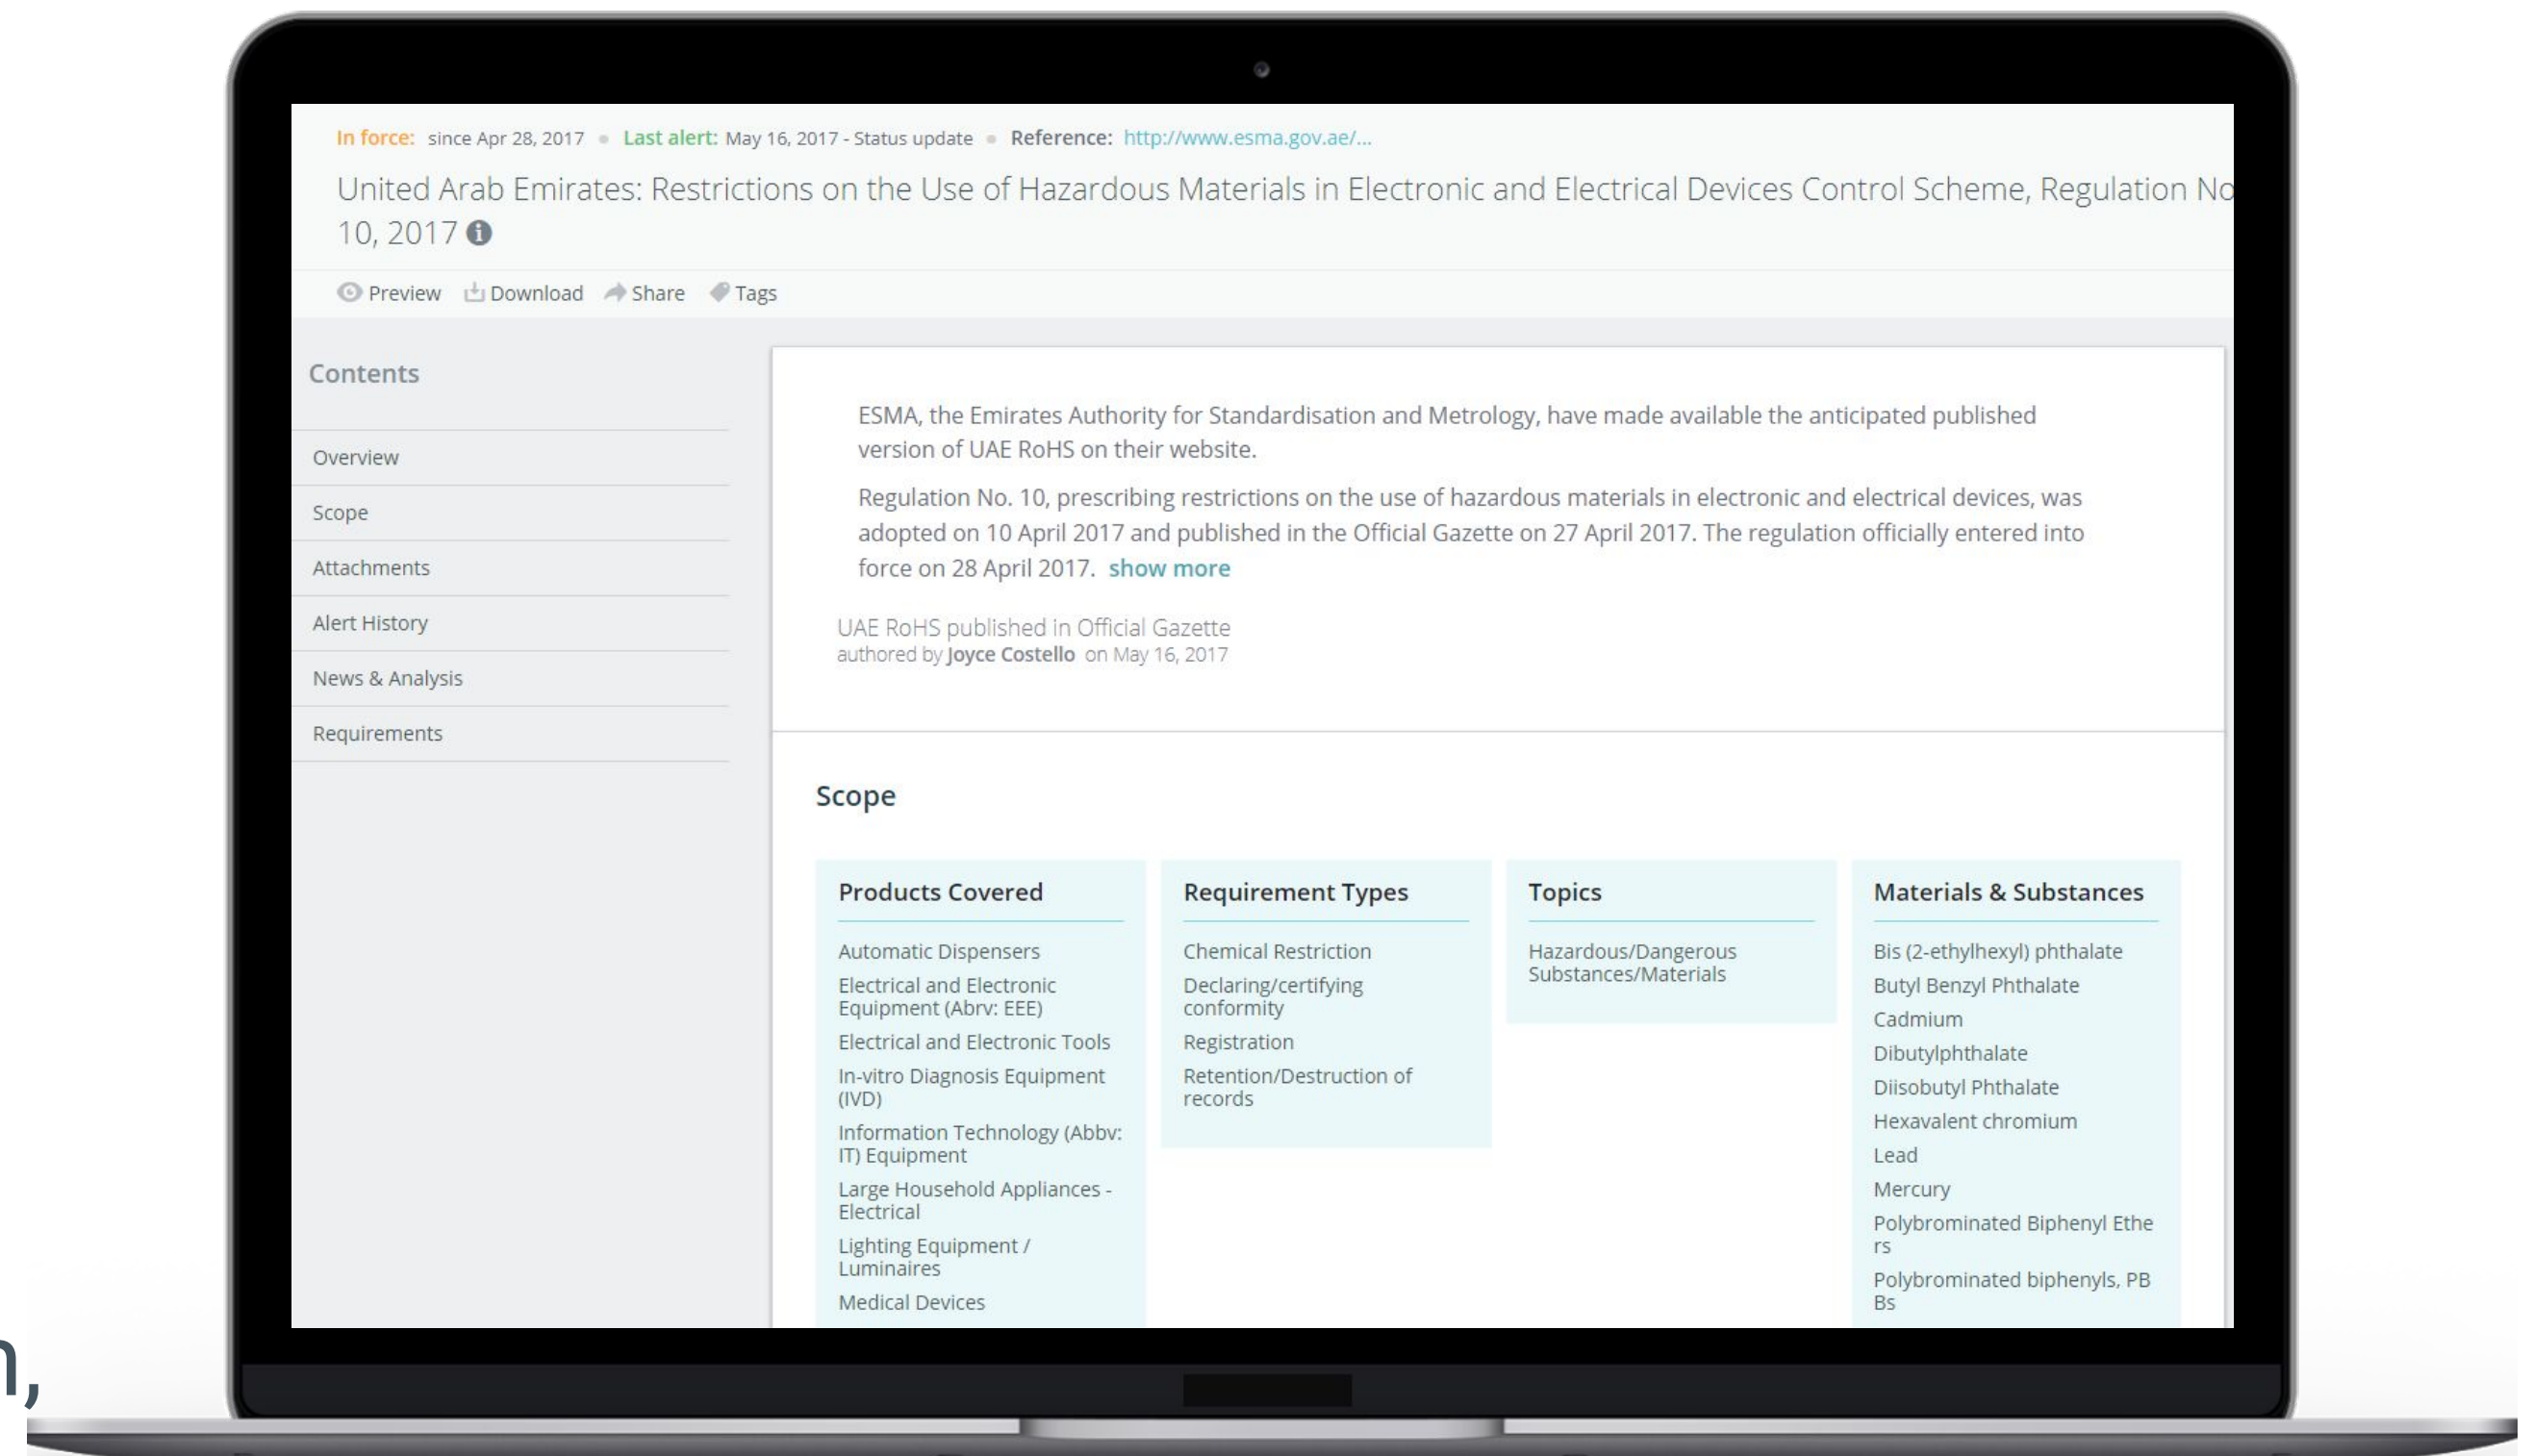 In force: since Apr 28, 2017 • Last alert: May 16, 2017 - Status update • Reference: http://www.esma.gov.ae/...
United Arab Emirates: Restrictions on the Use of Hazardous Materials in Electronic and Electrical Devices Control Scheme, Regulation No
10, 2017
Preview Download Share Tags
Contents
Overview
Scope
Attachments
Alert History
News & Analysis
Requirements
ESMA, the Emirates Authority for Standardisation and Metrology, have made available the anticipated published
version of UAE RoHS on their website.
Regulation No. 10, prescribing restrictions on the use of hazardous materials in electronic and electrical devices, was
adopted on 10 April 2017 and published in the Official Gazette on 27 April 2017. The regulation officially entered into
force on 28 April 2017. show more
UAE RoHS published in Official Gazette
authored by Joyce Costello on May 16, 2017
Scope
Products Covered
Automatic Dispensers
Electrical and Electronic
Equipment (Abrv: EEE)
Electrical and Electronic Tools
In-vitro Diagnosis Equipment
(IVD)
Information Technology (Abbv:
IT) Equipment
Large Household Appliances -
Electrical
Lighting Equipment /
Luminaires
Medical Devices
Requirement Types
Chemical Restriction
Declaring/certifying
conformity
Registration
Retention/Destruction of
records
Topics
Hazardous/Dangerous
Substances/Materials
Materials & Substances
Bis (2-ethylhexyl) phthalate
Butyl Benzyl Phthalate
Cadmium
Dibutylphthalate
Diisobutyl Phthalate
Hexavalent chromium
Lead
Mercury
Polybrominated Biphenyl Ethe
rs
Polybrominated biphenyls, PB
Bs